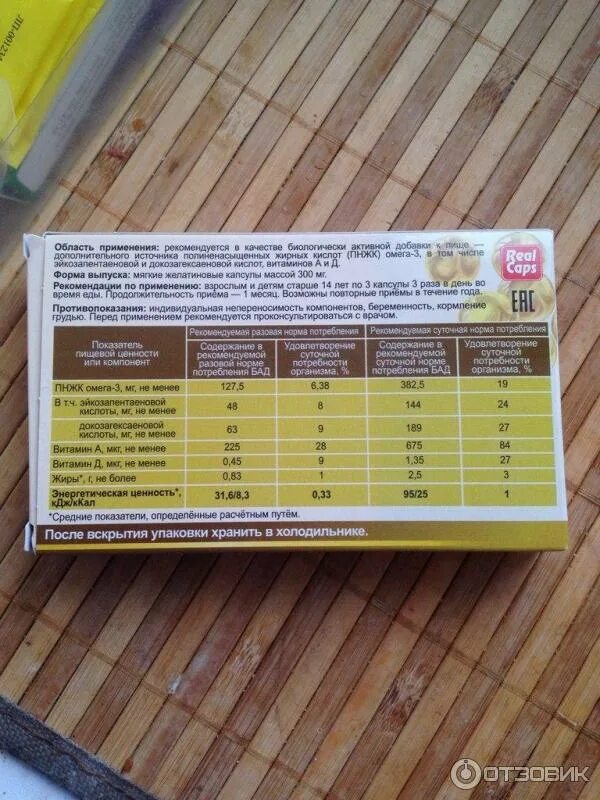 ЛП-001234
Область применения: рекомендуется в качестве биологически активной добавки к пище —
дополнительного источника полиненасыщенных жирных кислот (ПНЖК) омега-3, в том числе
эйкозапентаеновой и докозагексаеновой кислот, витаминов А и Д.
Форма выпуска: мягкие желатиновые капсулы массой 300 мг.
Рекомендации по применению: взрослым и детям старше 14 лет по 3 капсулы 3 раза в день во
время еды. Продолжительность приёма — 1 месяц. Возможны повторные приёмы в течение года.
Противопоказания: индивидуальная непереносимость компонентов, беременность, кормление
грудью. Перед применением рекомендуется проконсультироваться с врачом.
Real
Caps
EAC
Показатель пищевой ценности или компонент
Рекомендуемая разовая норма потребления
Рекомендуемая суточная норма потребления
Содержание в рекомендуемой разовой норме потребления БАД
Удовлетворение суточной потребности организма, %
Содержание в рекомендуемой суточной норме потребления БАД
Удовлетворение суточной потребности организма, %
ПНЖК омега-3, мг, не менее 127,5 6,38 382,5 19
В т.ч. эйкозапентаеновой
кислоты, мг, не менее 48 8 144 24
докозагексаеновой
кислоты, мг, не менее 63 9 189 27
Витамин А, мкг, не менее 225 28 675 84
Витамин Д, мкг, не менее 0,45 9 1,35 27
Жиры*, г, не более 0,83 1 2,5 3
Энергетическая ценность*,
кДж/кКал 31,6/8,3 0,33 95/25 1
*Средние показатели, определённые расчётным путём.
После вскрытия упаковки хранить в холодильнике.
ОТЗОВИК